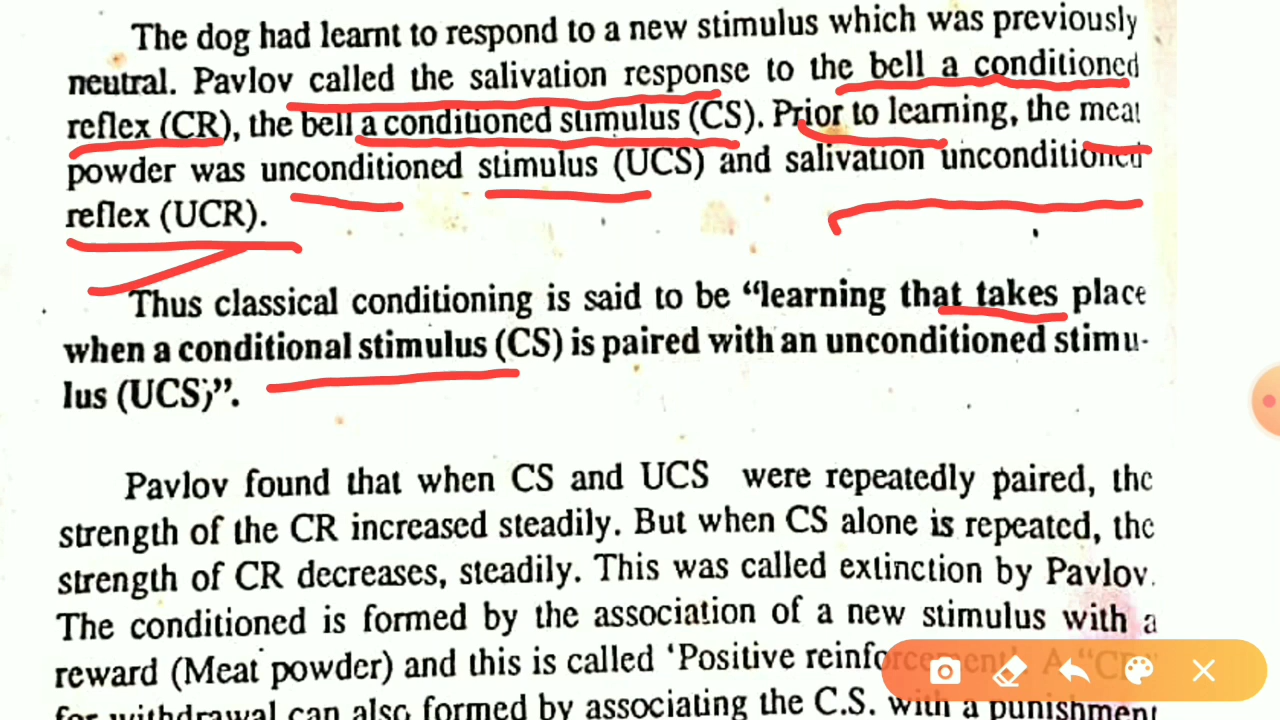 The dog had learnt to respond to a new stimulus which was previously
neutral. Pavlov called the salivation response to the bell a conditioned
reflex (CR), the bell a conditioned stimulus (CS). Prior to learning, the meat
powder was unconditioned stimulus (UCS) and salivation unconditioned
reflex (UCR).
Thus classical conditioning is said to be “learning that takes place
when a conditional stimulus (CS) is paired with an unconditioned stimu-
lus (UCS)”.
Pavlov found that when CS and UCS were repeatedly paired, the
strength of the CR increased steadily. But when CS alone is repeated, the
strength of CR decreases, steadily. This was called extinction by Pavlov.
The conditioned is formed by the association of a new stimulus with a
reward (Meat powder) and this is called ‘Positive reinforcement’. A “CR”
for withdrawal can also formed by associating the C.S. with a punishment